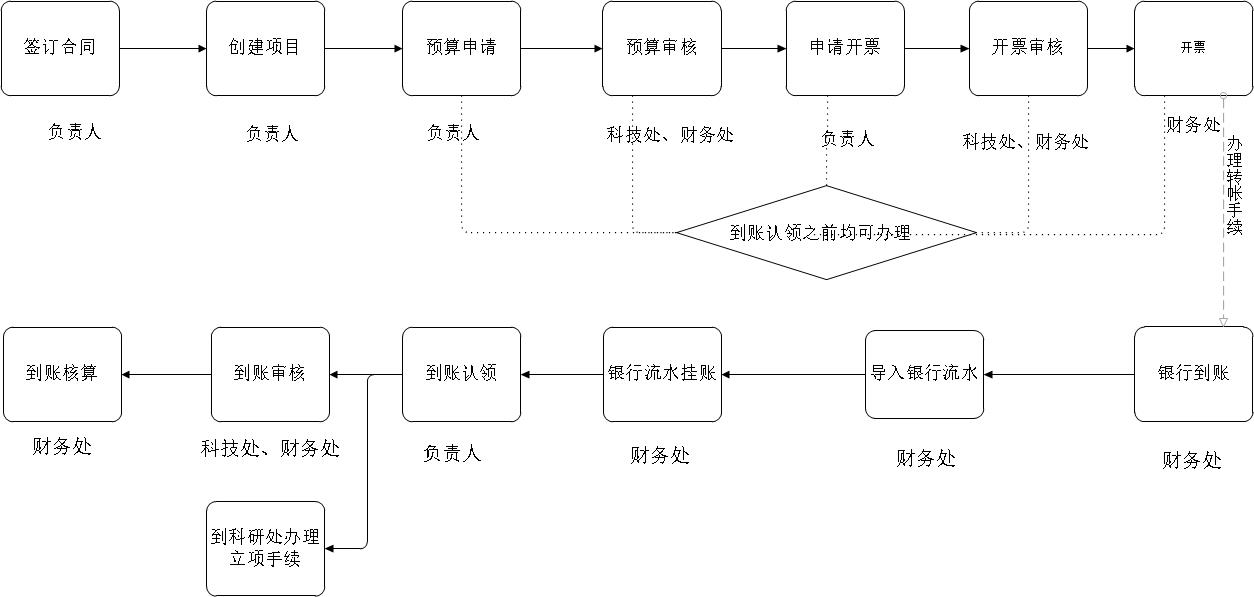 签订合同
创建项目
预算申请
预算审核
申请开票
开票审核
开票
负责人
负责人
负责人
科技处、财务处
负责人
科技处、财务处
财务处
办理转帐手续
到账认领之前均可办理
到账核算
到账审核
到账认领
银行流水挂账
导入银行流水
银行到账
财务处
科技处、财务处
负责人
财务处
财务处
财务处
到科研处办理
立项手续